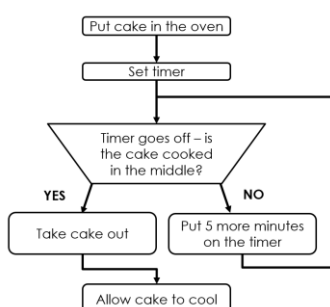 Put cake in the oven
Set timer
Timer goes off – is
the cake cooked
in the middle?
YES
NO
Take cake out
Put 5 more minutes
on the timer
Allow cake to cool